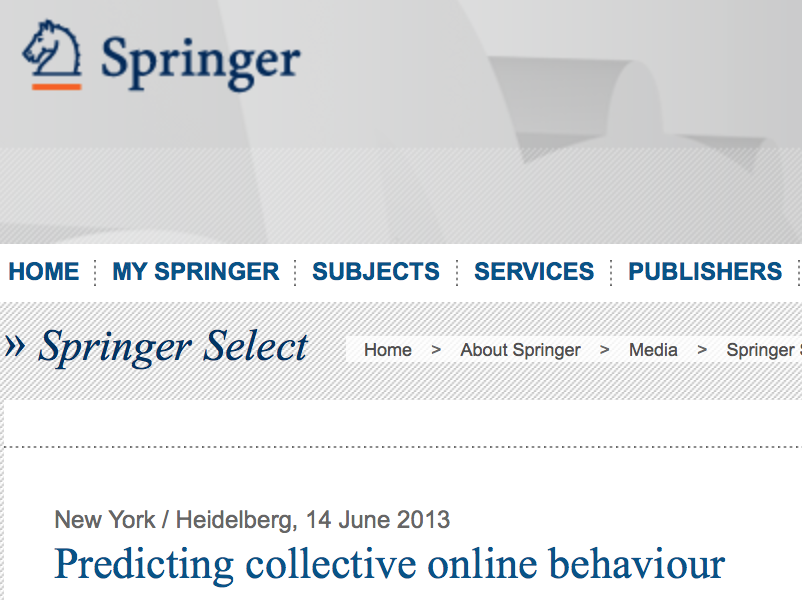 Springer
HOME MY SPRINGER SUBJECTS SERVICES PUBLISHERS
» Springer Select
Home > About Springer > Media > Springer
New York / Heidelberg, 14 June 2013
Predicting collective online behaviour